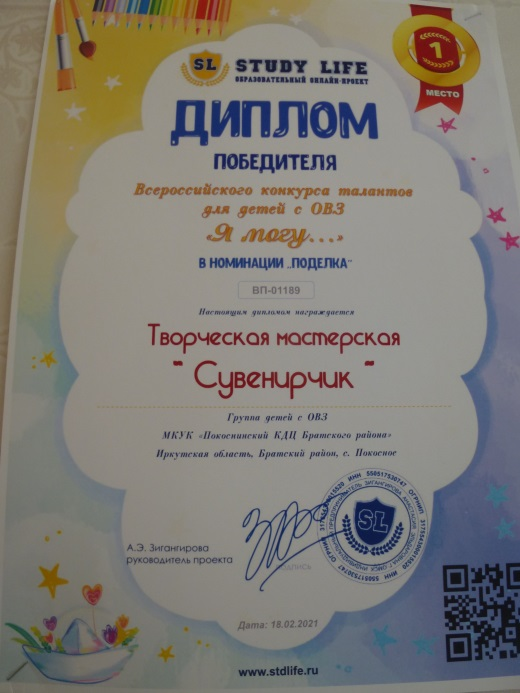 SL STUDY LIFE
ОБРАЗОВАТЕЛЬНЫЙ ОНЛАЙН-ПРОЕКТ
1
МЕСТО
ДИПЛОМ
ПОБЕДИТЕЛЯ
Всероссийского конкурса талантов
для детей с ОВЗ
«Я могу...»
В НОМИНАЦИИ „ПОДЕЛКА"
ВП-01189
Настоящим дипломом награждается
Творческая мастерская
" Сувенирчик "
Группа детей с ОВЗ
МКУК «Покоснинский КДЦ Братского района»
Иркутская область, Братский район, с. Покосное
SL
А.Э. Зигангирова
руководитель проекта
Дата: 18.02.2021
www.stdlife.ru